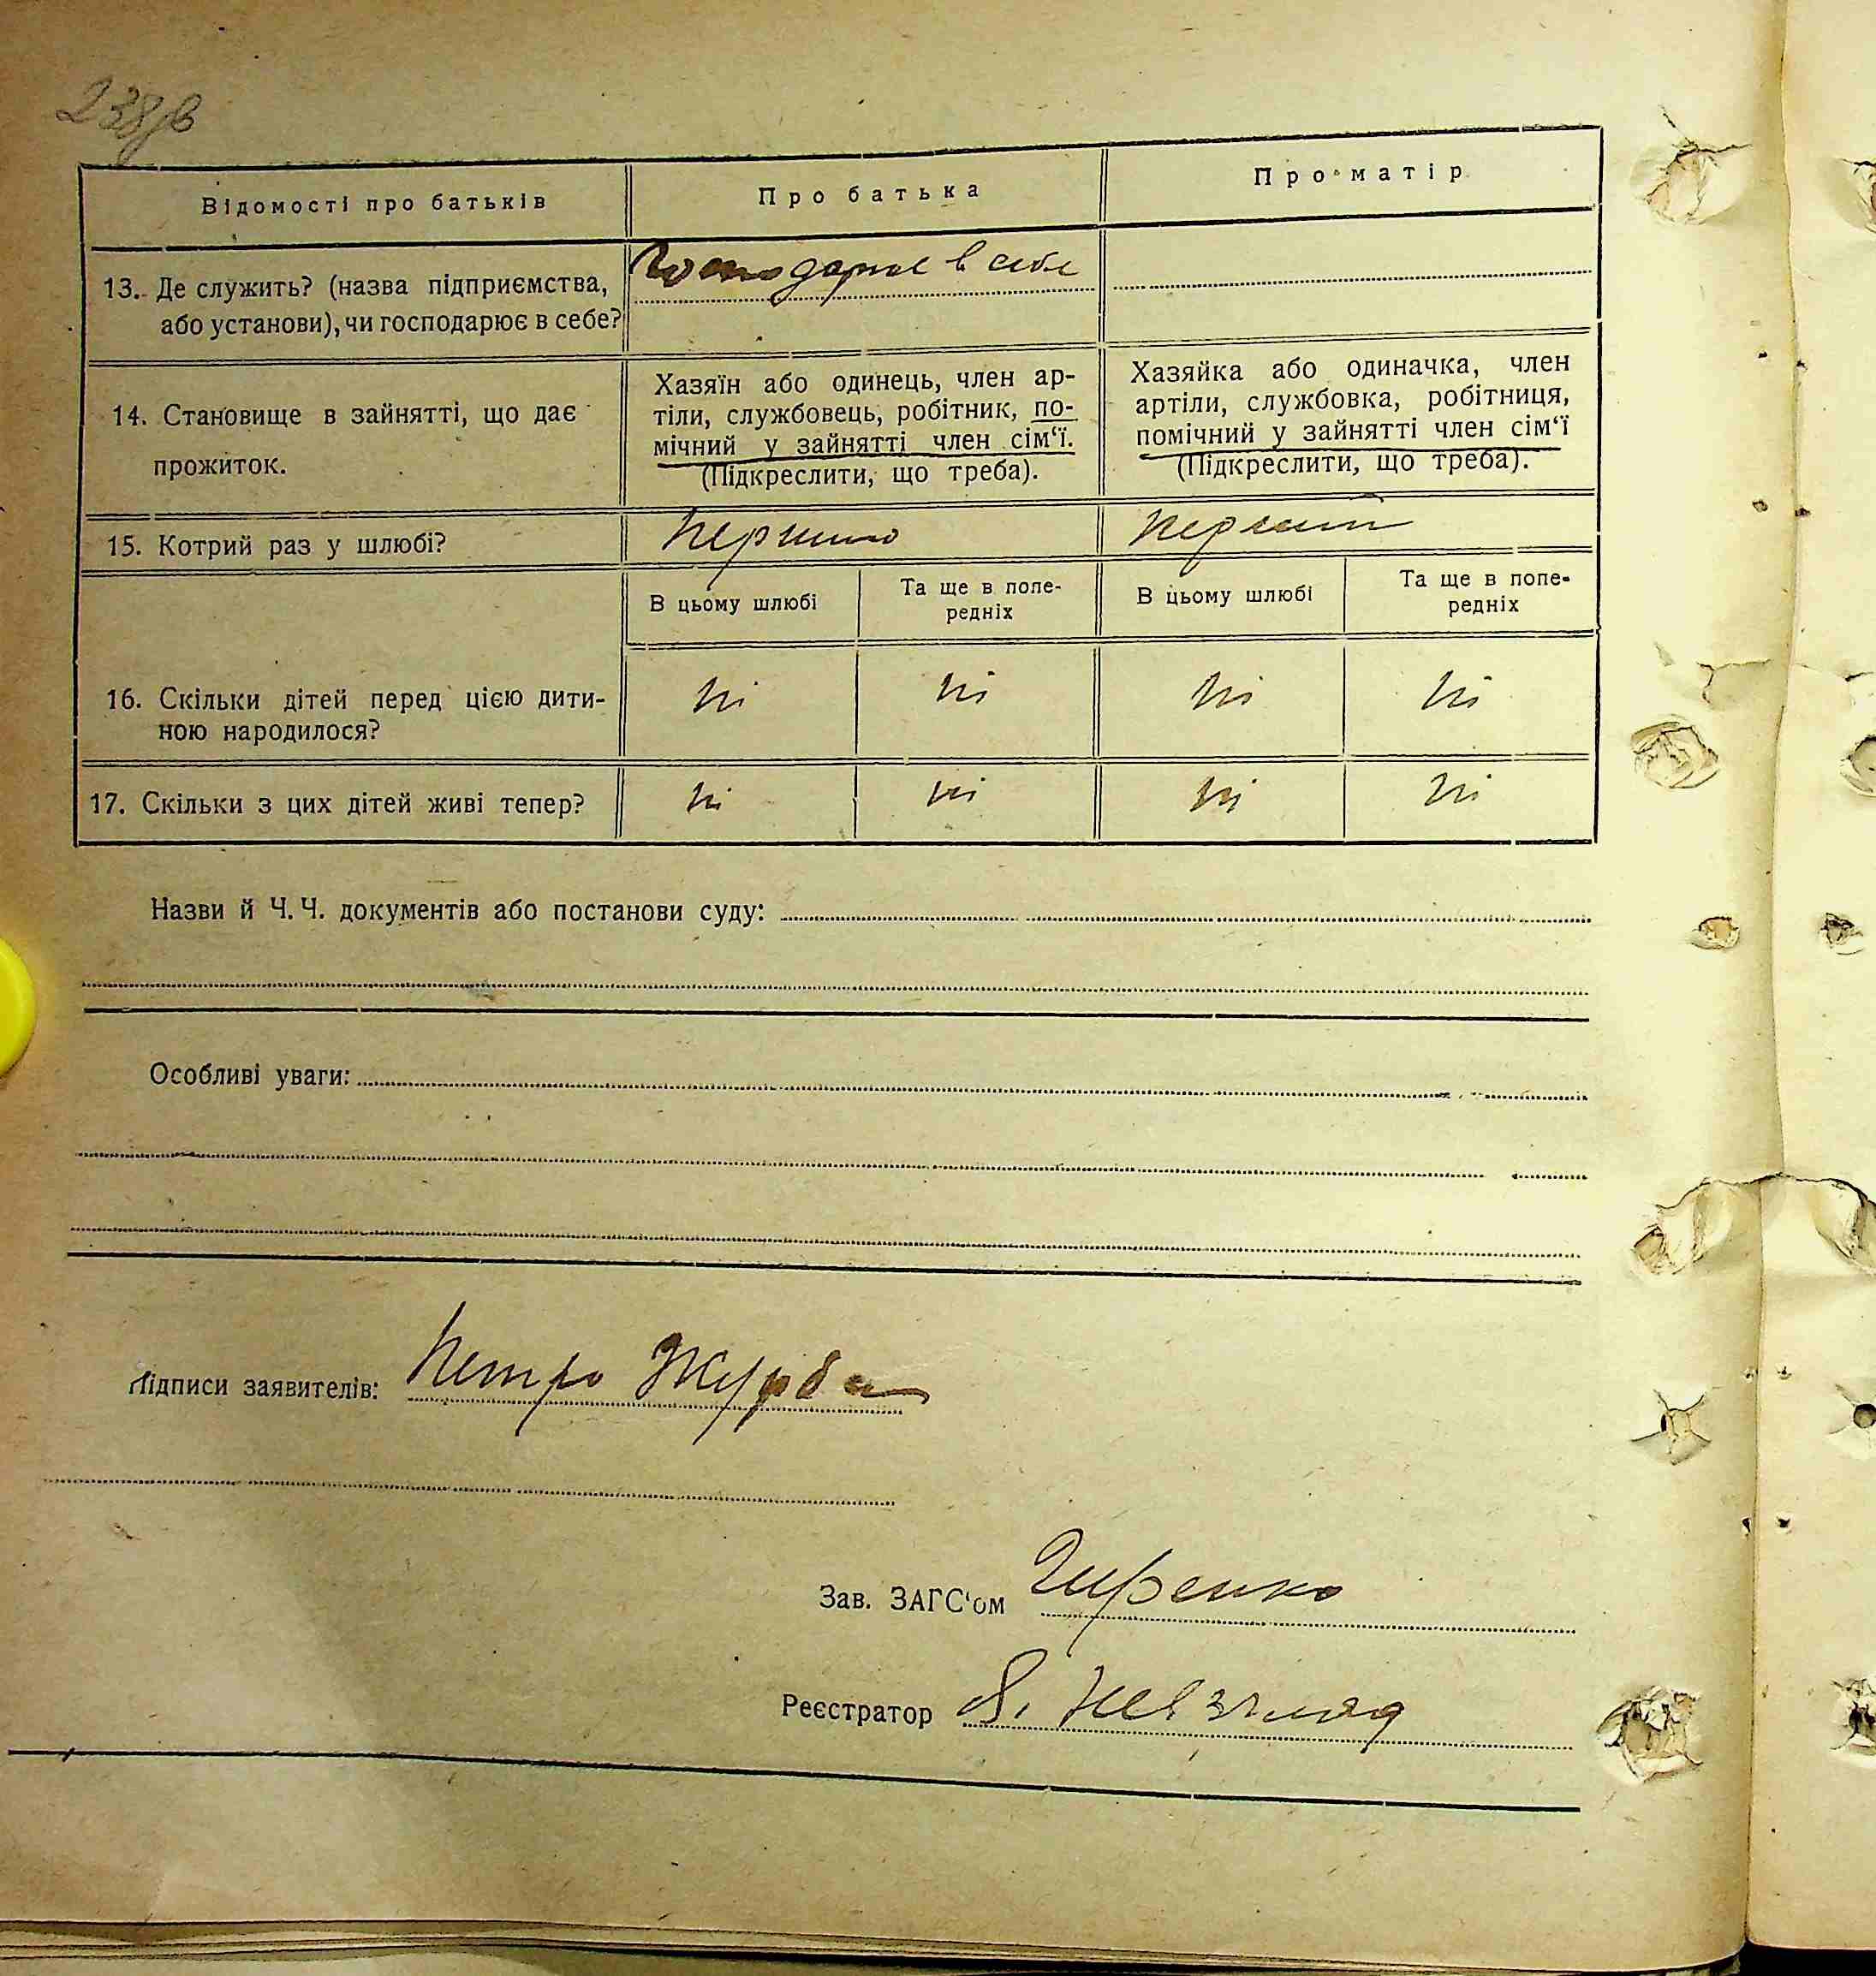 Відомості про батьків
Про батька
Про матір
13. Де служить? (назва підприємства,
або установи), чи господарює в себе?
Господарює в себе
14. Становище в зайнятті, що дає
прожиток.
Хазяїн або одинець, член ар-
тіли, службовець, робітник, по-
мічний у зайнятті член сім'ї.
(Підкреслити, що треба).
Хазяйка або одиначка, член
артіли, службовка, робітниця,
помічний у зайнятті член сім'ї
(Підкреслити, що треба).
15. Котрий раз у шлюбі?
Перший
Перший
В цьому шлюбі
Та ще в попе-
редніх
В цьому шлюбі
Та ще в попе-
редніх
16. Скільки дітей перед цією дити-
ною народилося?
Ні
Ні
Ні
Ні
17. Скільки з цих дітей живі тепер?
Ні
Ні
Ні
Ні
Назви й Ч.Ч. документів або постанови суду:
Особливі уваги:
Підписи заявителів: Петро Журба
Зав. ЗАГС'ом
Реєстратор